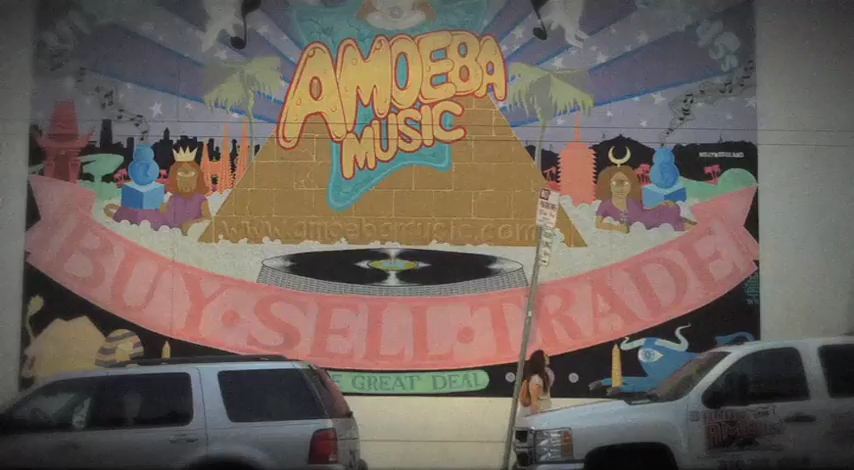 AMOEBA
MUSIC
www.amoebamusic.com
BUY • SELL • TRADE
GREAT DEAL